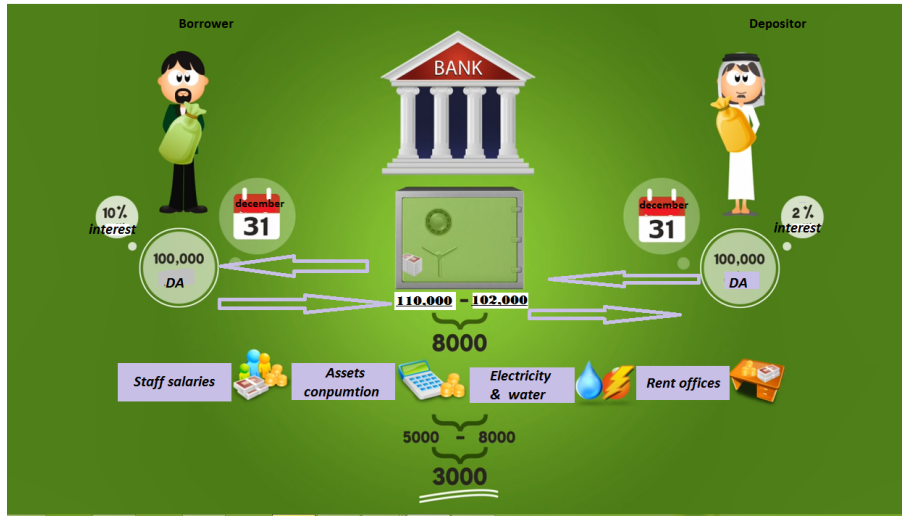 Borrower
Depositor
BANK
10%
interest
december
31
december
31
2%
interest
100,000
DA
100,000
DA
110,000 - 102,000
8000
Staff salaries
Assets
conpumtion
Electricity
& water
Rent offices
5000 - 8000
3000